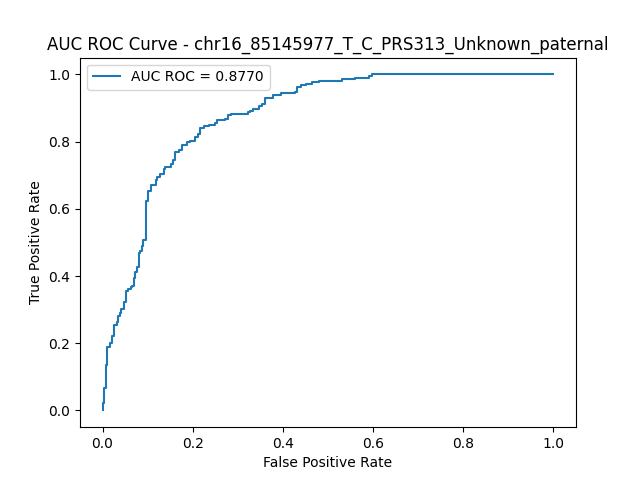 AUC ROC Curve - chr16_85145977_T_C_PRS313_Unknown_paternal
AUC ROC = 0.8770
1.0
0.8
0.6
0.4
0.2
0.0
True Positive Rate
0.0 0.2 0.4 0.6 0.8 1.0
False Positive Rate